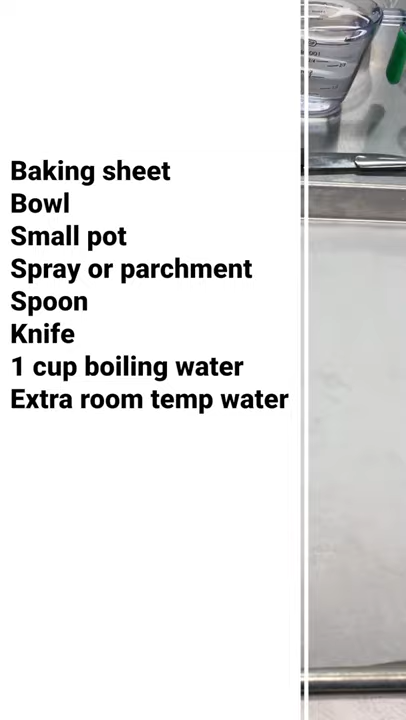 Baking sheet
Bowl
Small pot
Spray or parchment
Spoon
Knife
1 cup boiling water
Extra room temp water